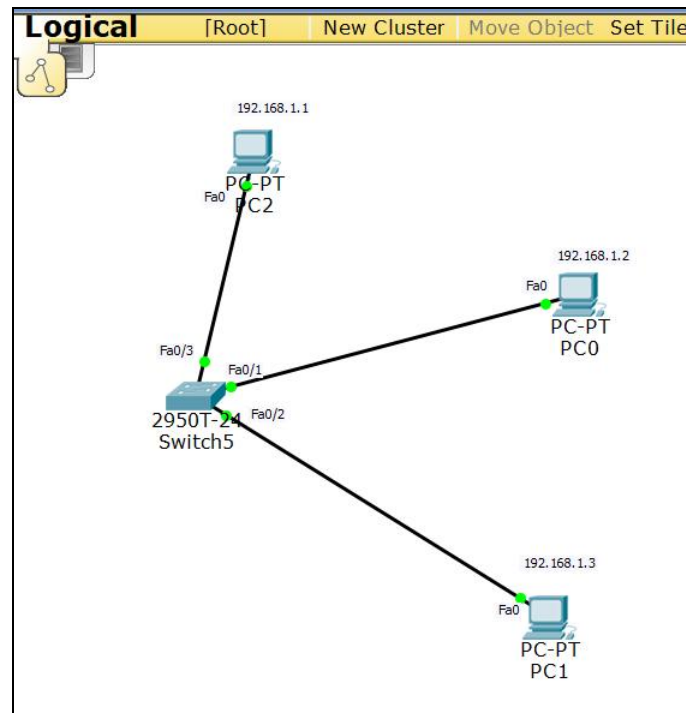 Logical [Root] New Cluster Move Object Set Tile
192.168.1.1
PC-PT
PC2
Fa0
192.168.1.2
Fa0
PC-PT
PC0
Fa0/3
Fa0/1
Fa0/2
2950T-24
Switch5
192.168.1.3
Fa0
PC-PT
PC1